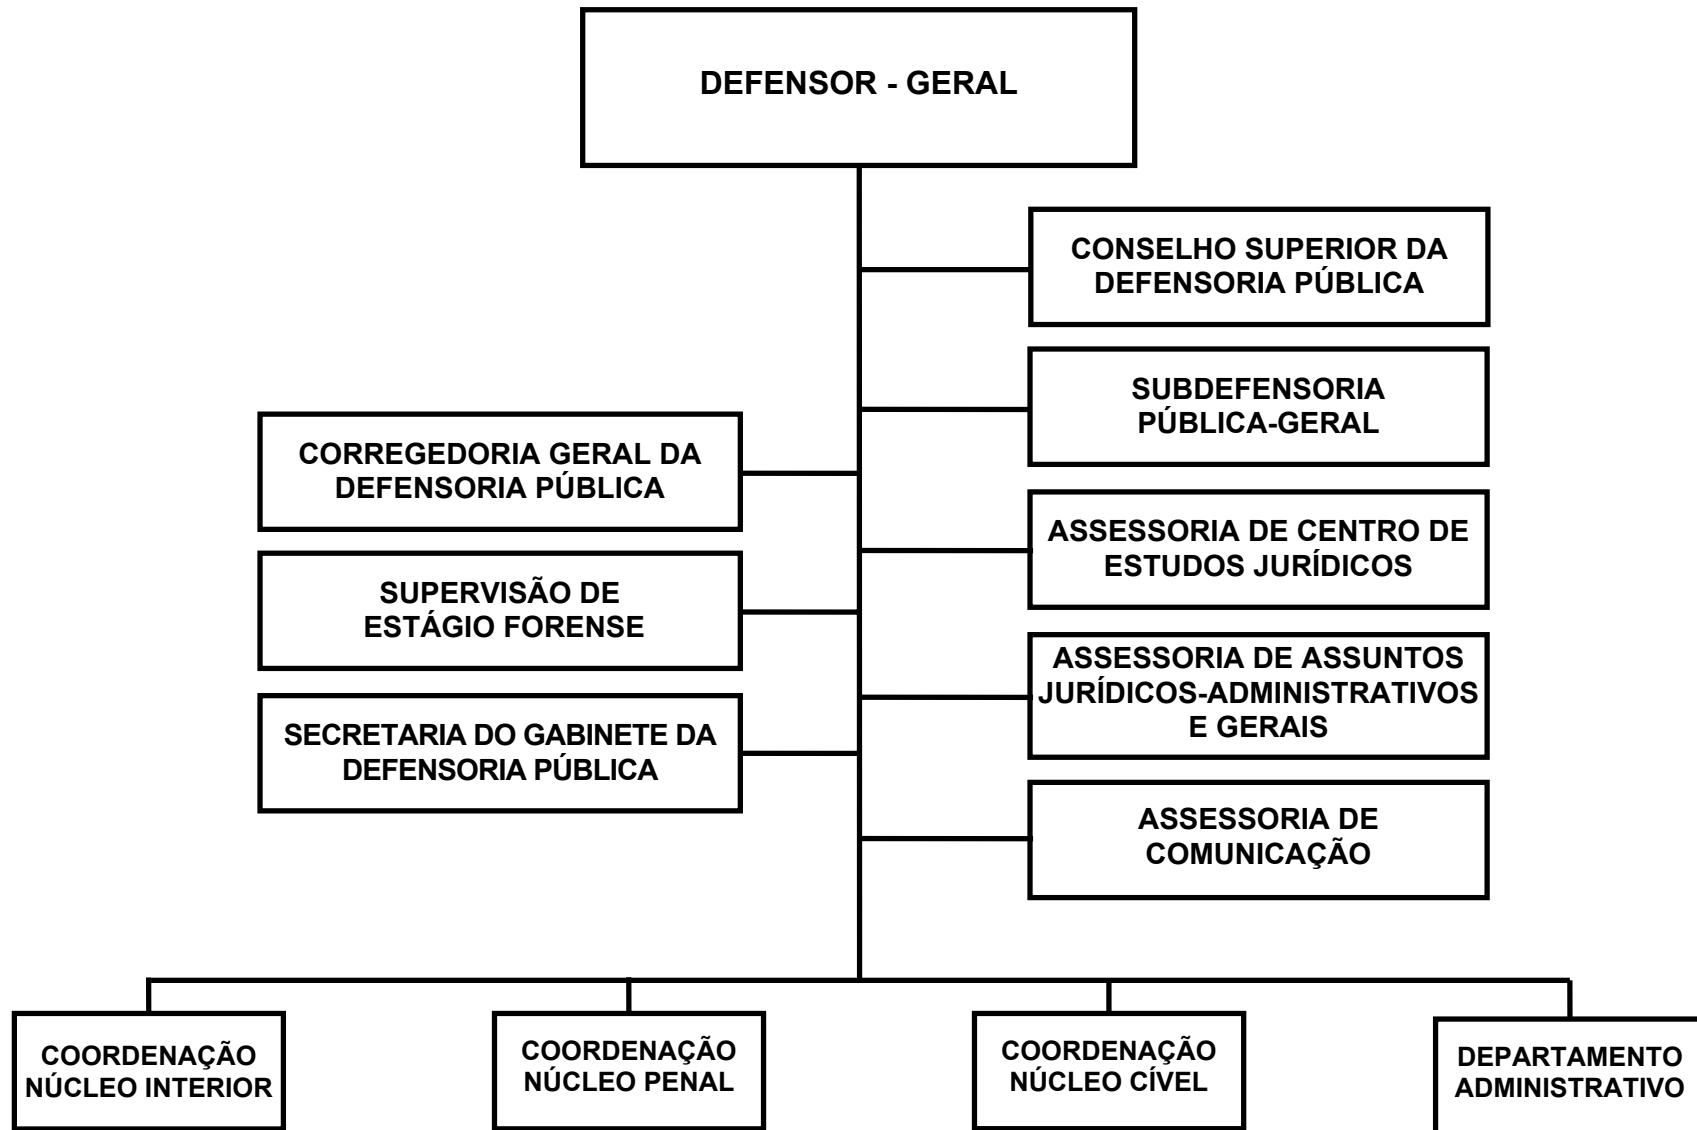 DEFENSOR - GERAL
CONSELHO SUPERIOR DA
DEFENSORIA PÚBLICA
SUBDEFENSORIA
PÚBLICA-GERAL
CORREGEDORIA GERAL DA
DEFENSORIA PÚBLICA
ASSESSORIA DE CENTRO DE
ESTUDOS JURÍDICOS
SUPERVISÃO DE
ESTÁGIO FORENSE
ASSESSORIA DE ASSUNTOS
JURÍDICOS-ADMINISTRATIVOS
E GERAIS
SECRETARIA DO GABINETE DA
DEFENSORIA PÚBLICA
ASSESSORIA DE
COMUNICAÇÃO
COORDENAÇÃO
NÚCLEO INTERIOR
COORDENAÇÃO
NÚCLEO PENAL
COORDENAÇÃO
NÚCLEO CÍVEL
DEPARTAMENTO
ADMINISTRATIVO